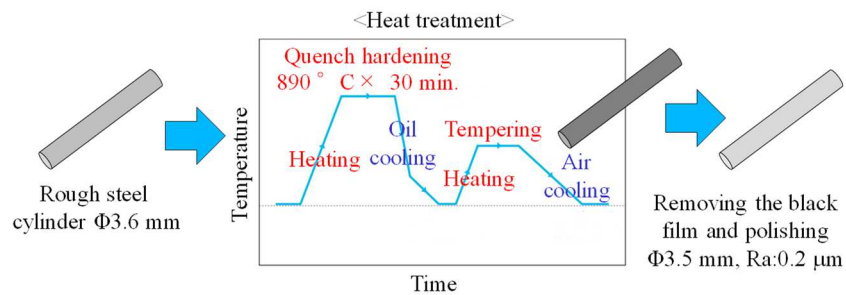 <Heat treatment>
Quench hardening
890° C × 30 min.
Oil
cooling
Heating
Tempering
Heating
Air
cooling
Temperature
Time
Rough steel
cylinder Φ3.6 mm
Removing the black
film and polishing
Φ3.5 mm, Ra:0.2 μm